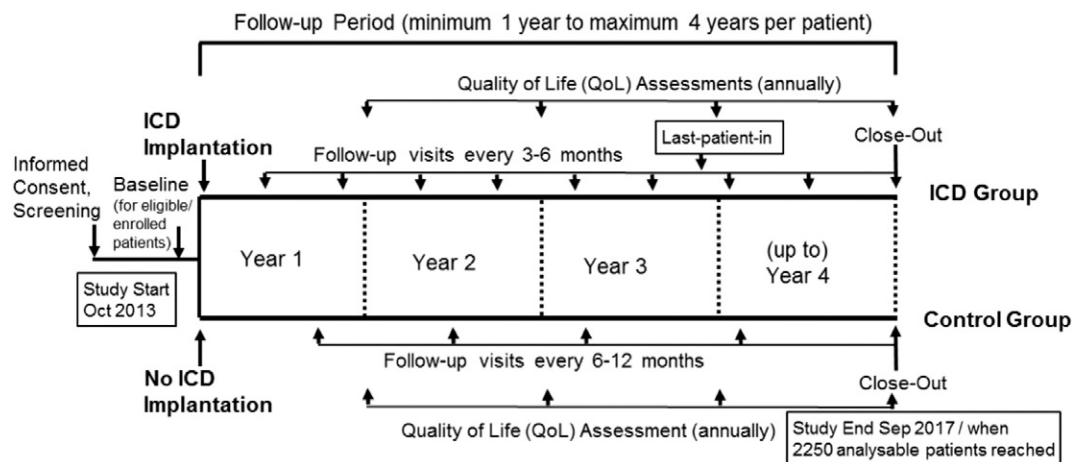 Follow-up Period (minimum 1 year to maximum 4 years per patient)
Quality of Life (QoL) Assessments (annually)
ICD
Implantation
Last-patient-in
Close-Out
Follow-up visits every 3-6 months
Informed
Consent,
Screening
Baseline
(for eligible/
enrolled
patients)
ICD Group
Year 1
Year 2
Year 3
(up to)
Year 4
Study Start
Oct 2013
Control Group
Follow-up visits every 6-12 months
No ICD
Implantation
Close-Out
Quality of Life (QoL) Assessment (annually)
Study End Sep 2017 / when
2250 analysable patients reached